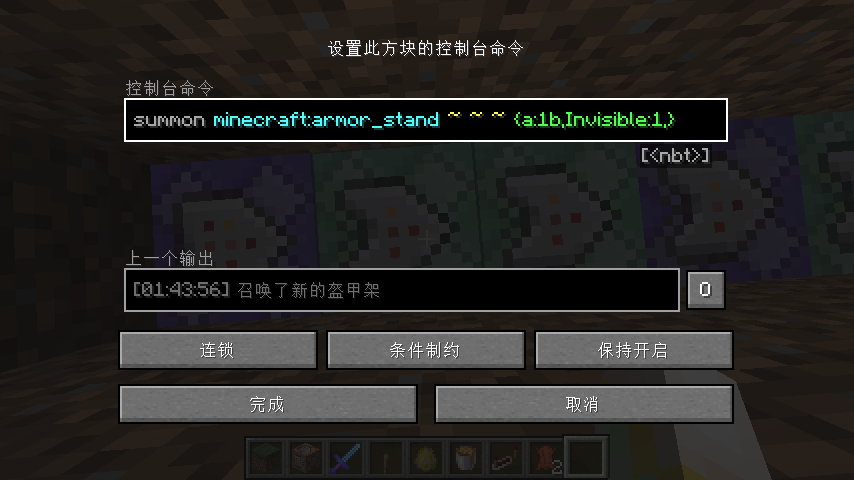 设置此方块的控制台命令
控制台命令
summon minecraft:armor_stand ~ ~ ~ {a:1b,Invisible:1,}
[<nbt>]
上一个输出
[01:43:56] 召唤了新的盔甲架
O
连锁
条件制约
保持开启
完成
取消
2